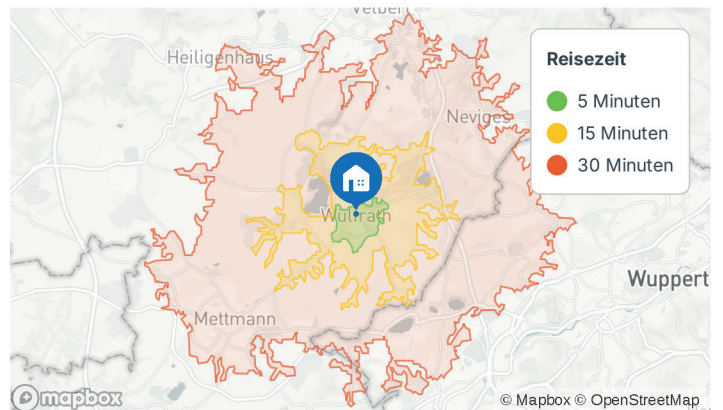 Velbert
Heiligenhaus
Reisezeit
5 Minuten
15 Minuten
30 Minuten
Neviges
Wülfrath
Wuppert
Mettmann
mapbox
© Mapbox © OpenStreetMap